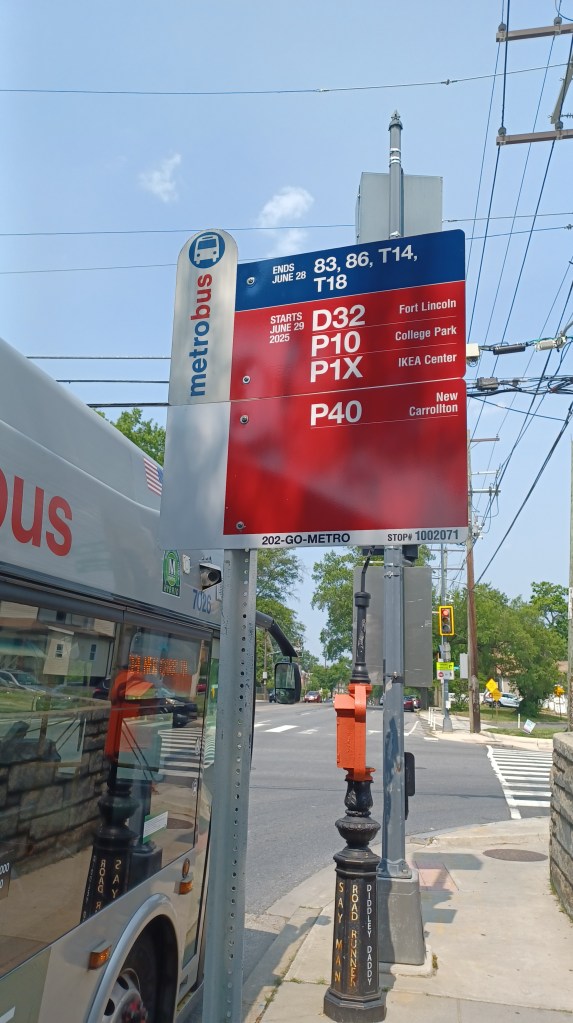 metrobus
ENDS
JUNE 28
83, 86, T14,
T18
STARTS
JUNE 29
2025
D32
Fort Lincoln
P10
College Park
P1X
IKEA Center
P40
New
Carrollton
202-GO-METRO
STOP# 1002071
bus
7026
SAY MAN
ROAD RUNNER
DIDDLEY DADDY